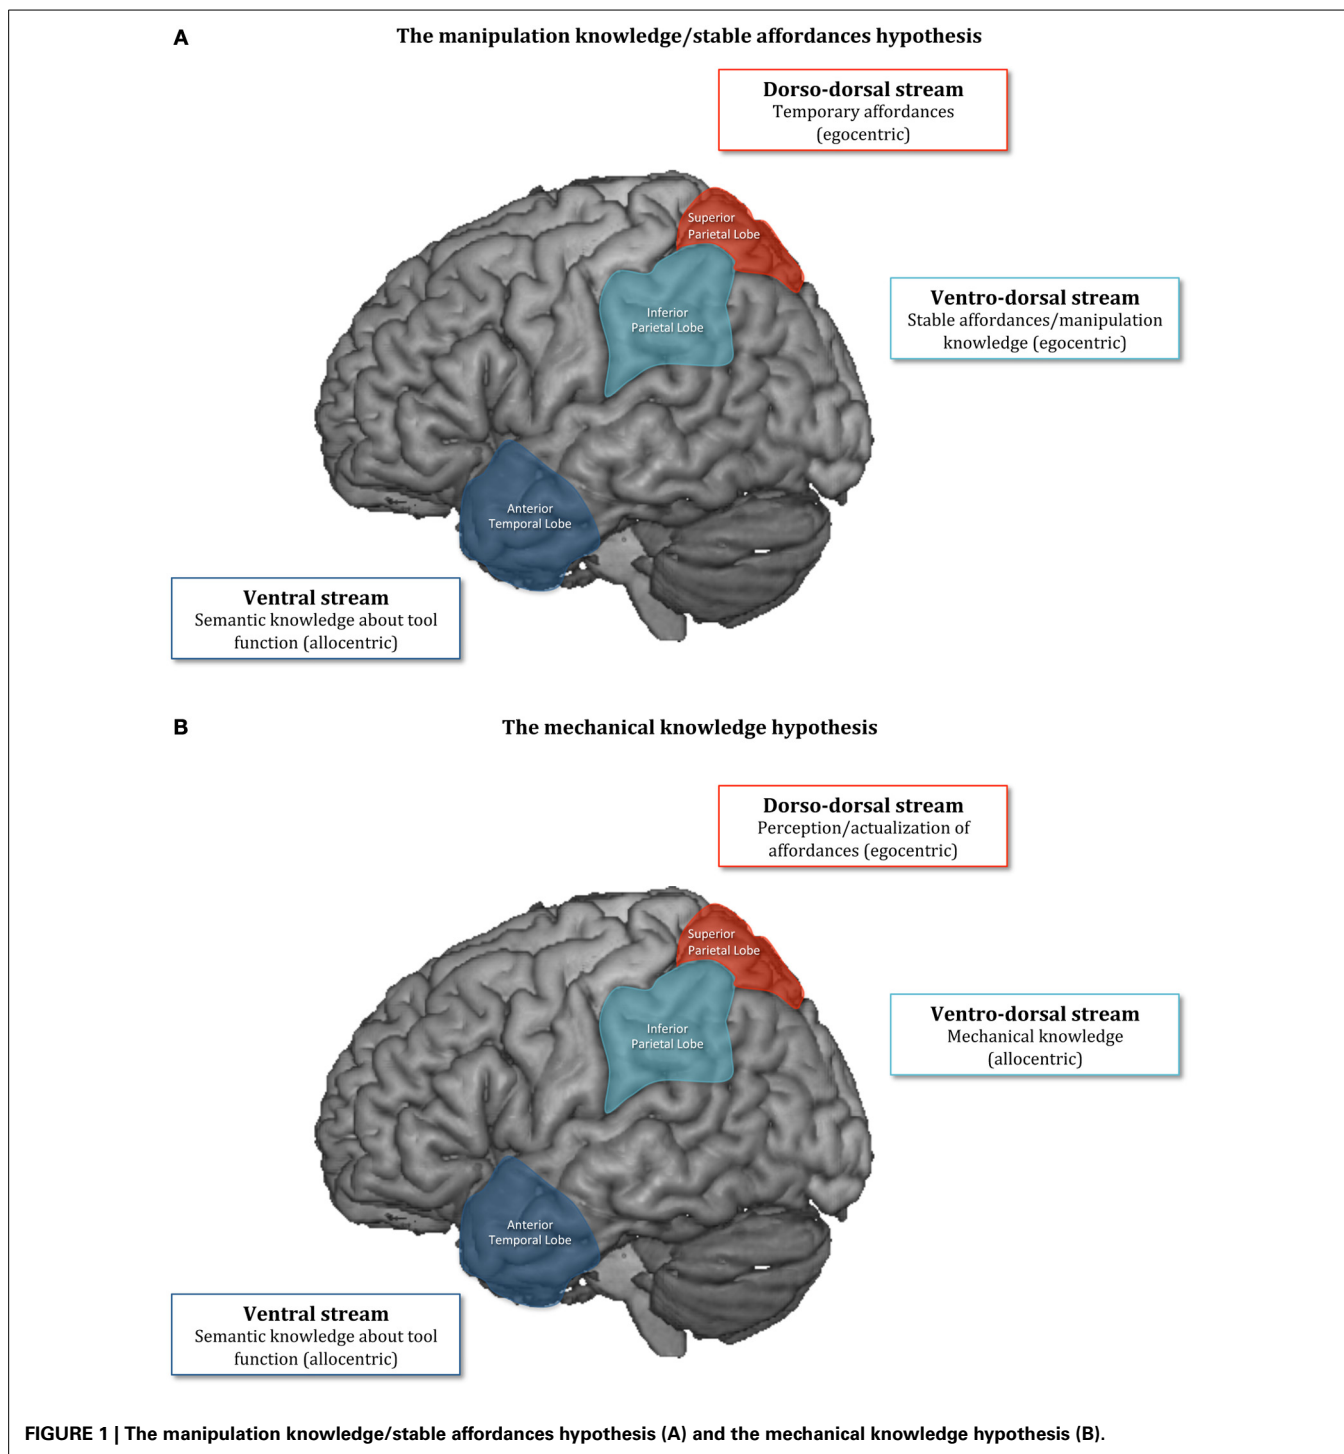 A
The manipulation knowledge/stable affordances hypothesis
Dorso-dorsal stream
Temporary affordances
(egocentric)
Superior
Parietal Lobe
Inferior
Parietal Lobe
Ventro-dorsal stream
Stable affordances/manipulation
knowledge (egocentric)
Anterior
Temporal Lobe
Ventral stream
Semantic knowledge about tool
function (allocentric)
B
The mechanical knowledge hypothesis
Dorso-dorsal stream
Perception/actualization of
affordances (egocentric)
Superior
Parietal Lobe
Inferior
Parietal Lobe
Ventro-dorsal stream
Mechanical knowledge
(allocentric)
Anterior
Temporal Lobe
Ventral stream
Semantic knowledge about tool
function (allocentric)
FIGURE 1 | The manipulation knowledge/stable affordances hypothesis (A) and the mechanical knowledge hypothesis (B).